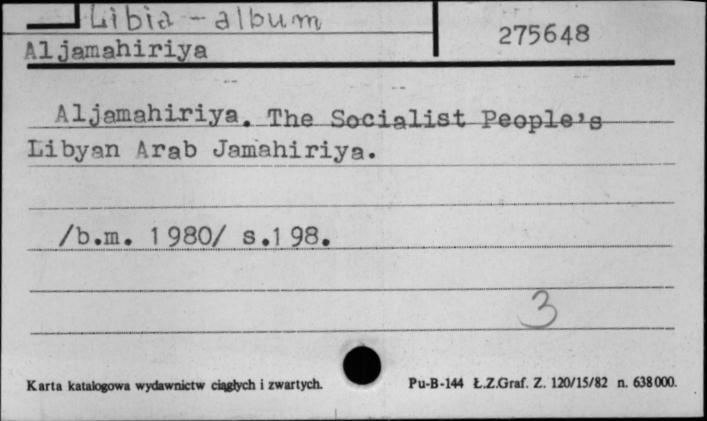 Libia - album
Aljamahiriya
275648
Aljamahiriya. The Socialist People's
Libyan Arab Jamahiriya.
/b.m. 1980/ s.198.
3
Karta katalogowa wydawnictw ciągłych i zwartych.
Pu-B-144 Ł.Z.Graf. Z. 120/15/82 n. 638000.